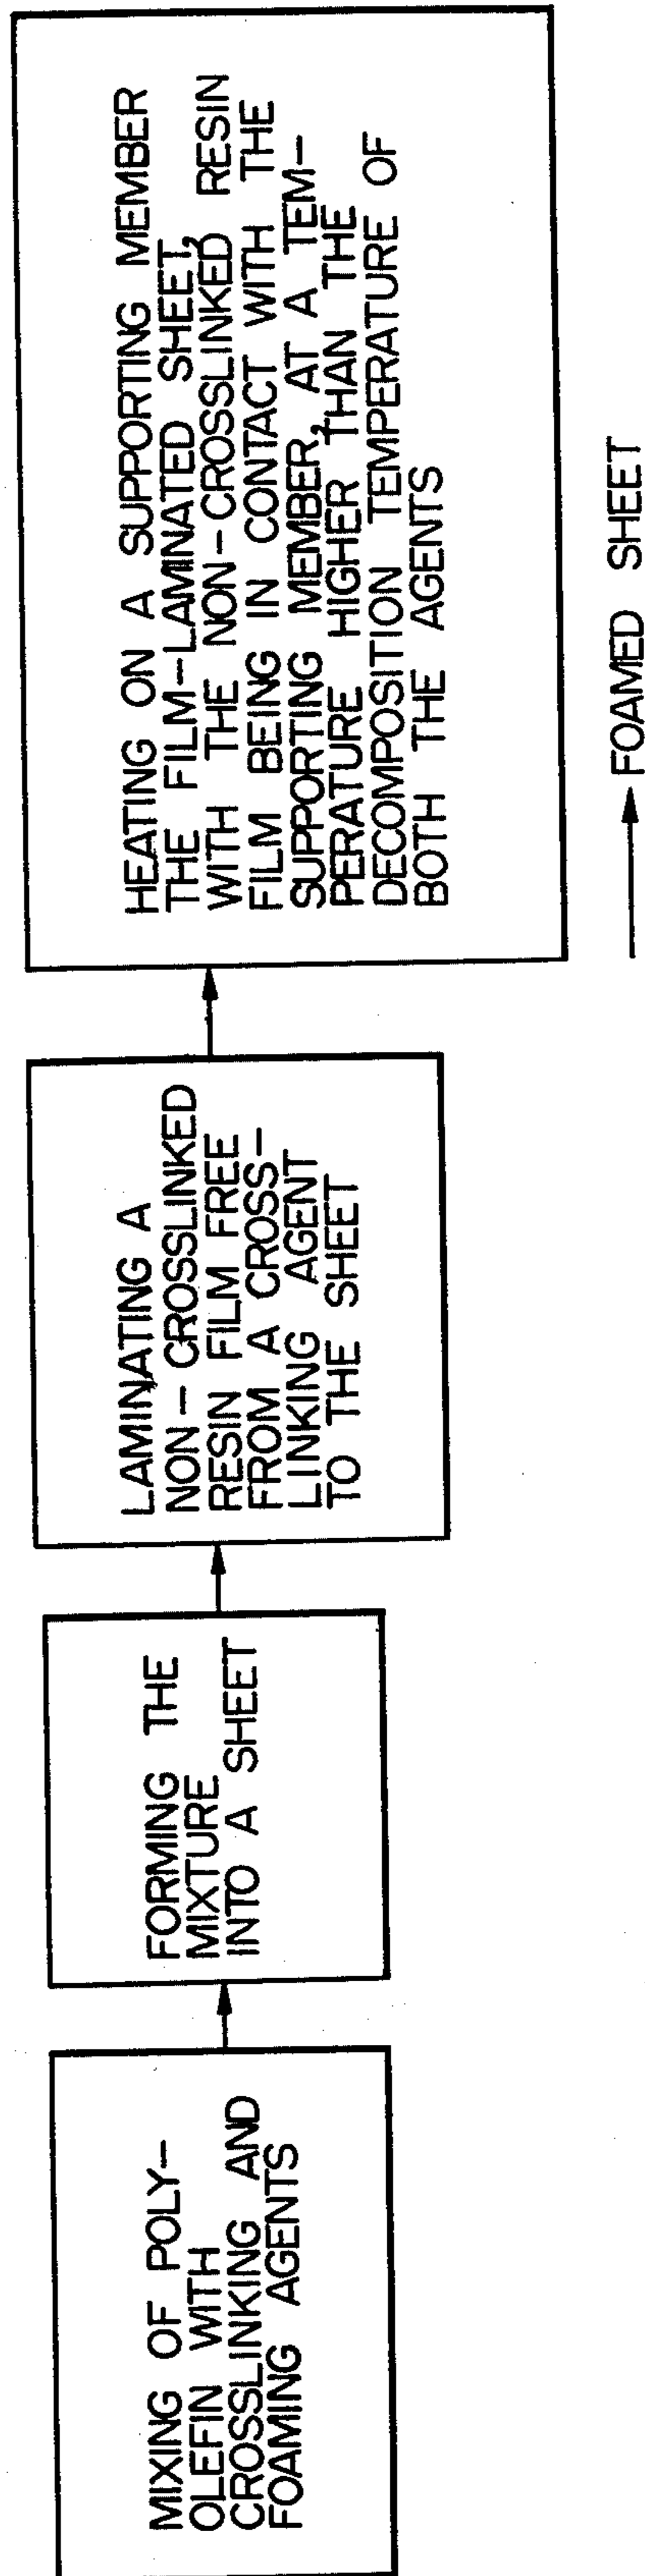 MIXING OF POLY-
OLEFIN WITH
CROSSLINKING AND
FOAMING AGENTS
FORMING THE
MIXTURE
INTO A SHEET
LAMINATING A
NON-CROSSLINKED
RESIN FILM FREE
FROM A CROSS-
LINKING AGENT
TO THE SHEET
HEATING ON A SUPPORTING MEMBER
THE FILM-LAMINATED SHEET,
WITH THE NON-CROSSLINKED RESIN
FILM BEING IN CONTACT WITH THE
SUPPORTING MEMBER, AT A TEM-
PERATURE HIGHER THAN THE
DECOMPOSITION TEMPERATURE OF
BOTH THE AGENTS
FOAMED SHEET